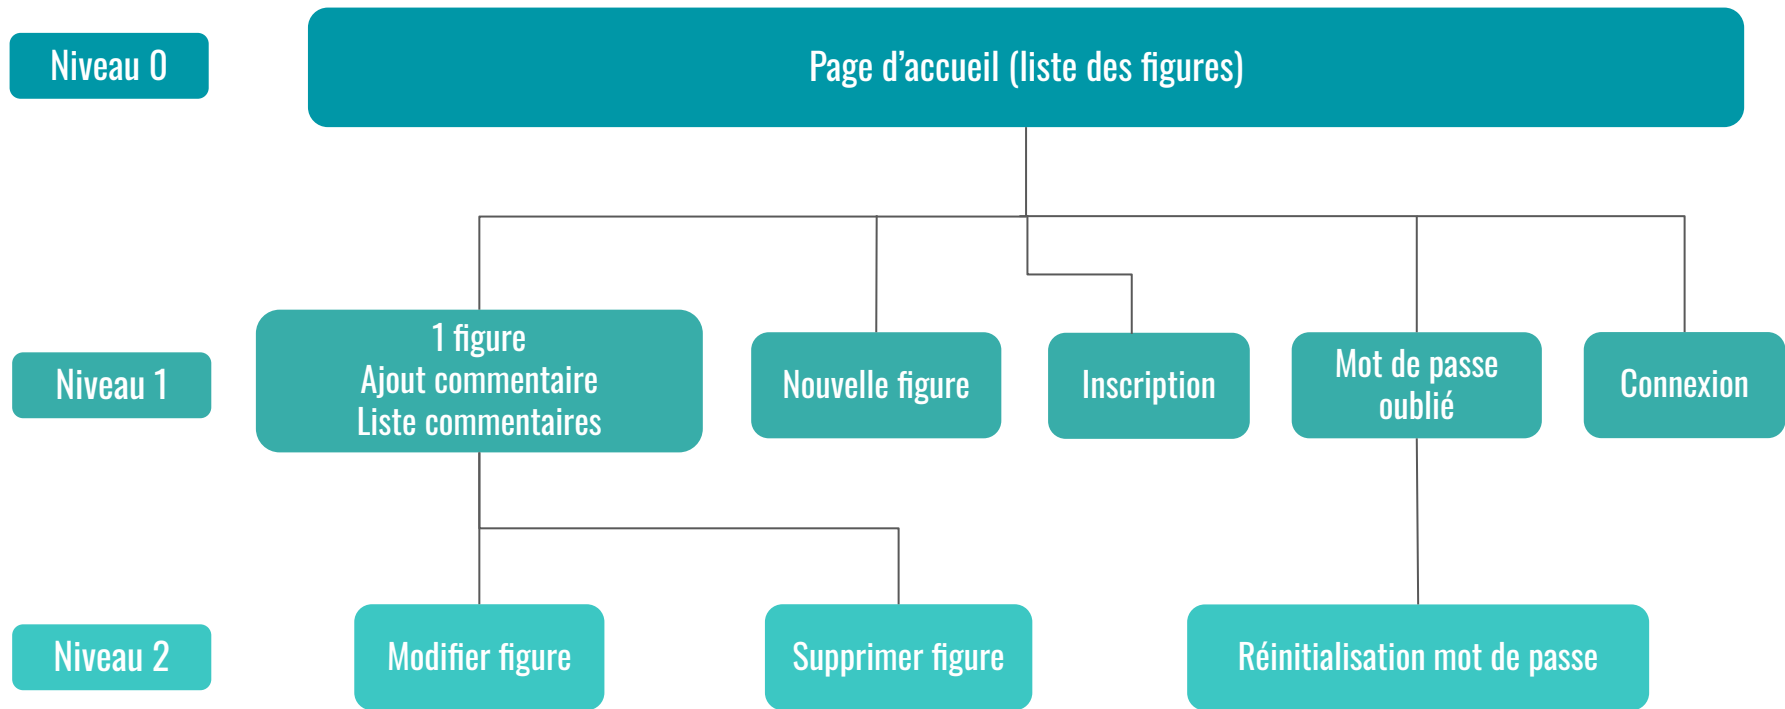 Niveau 0
Page d’accueil (liste des figures)
Niveau 1
1 figure
Ajout commentaire
Liste commentaires
Nouvelle figure
Inscription
Mot de passe
oublié
Connexion
Niveau 2
Modifier figure
Supprimer figure
Réinitialisation mot de passe